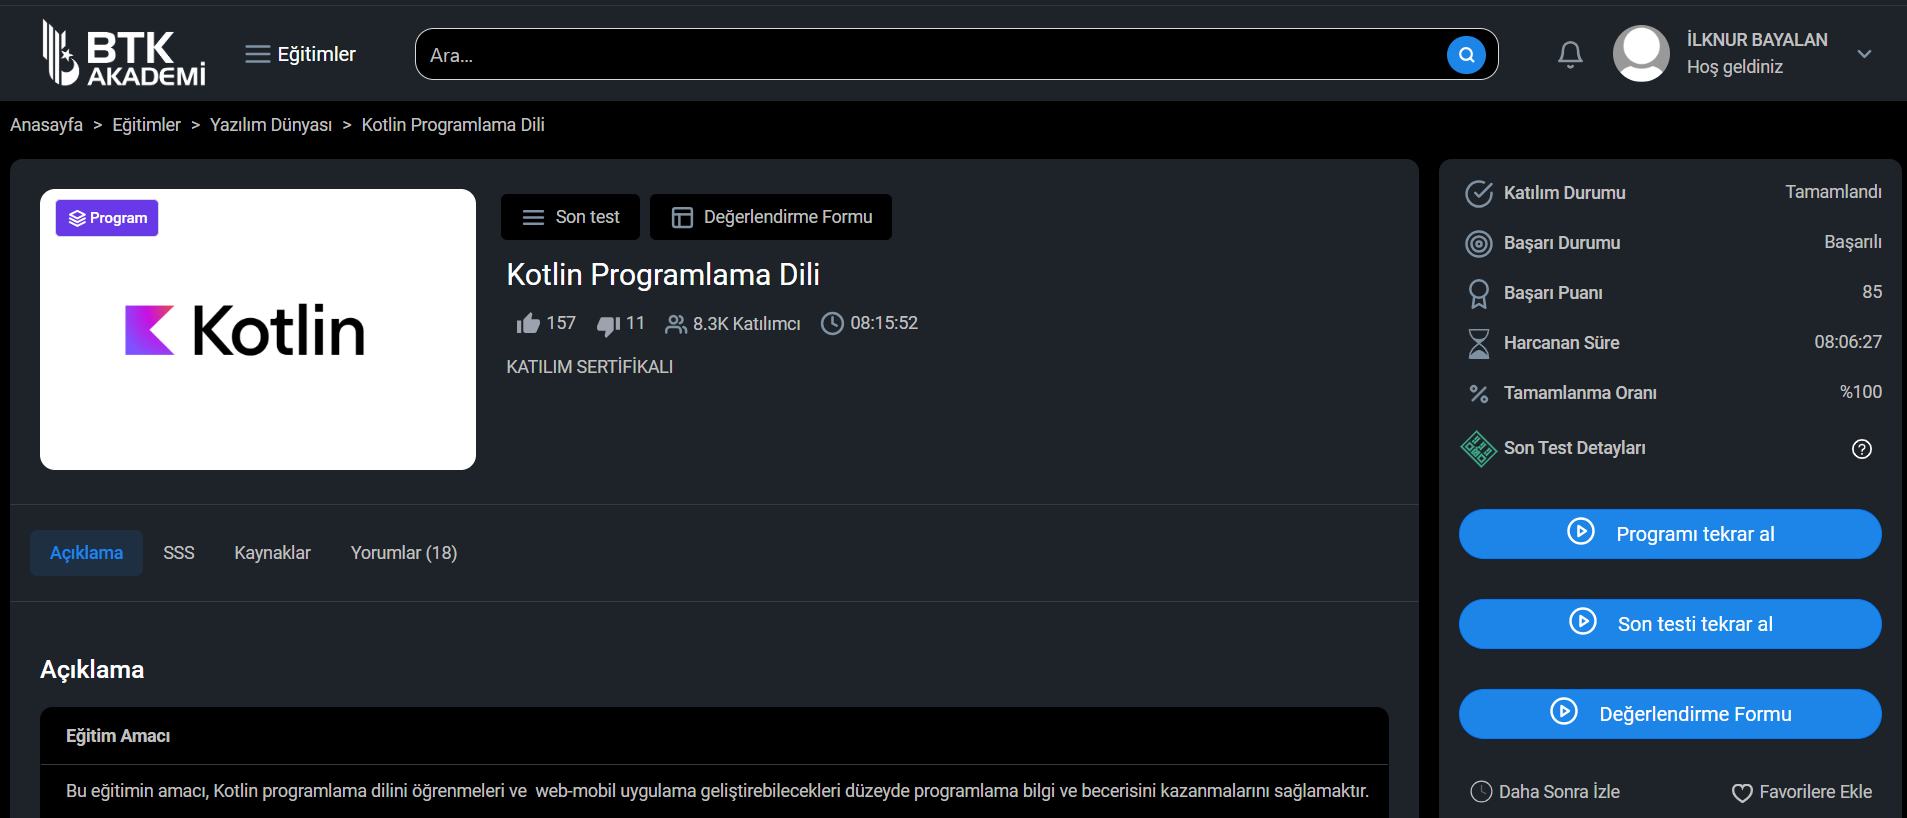 BTK
AKADEMİ
Eğitimler
Ara...
İLKNUR BAYALAN
Hoş geldiniz
Anasayfa > Eğitimler > Yazılım Dünyası > Kotlin Programlama Dili
Program
Kotlin
Son test
Değerlendirme Formu
Kotlin Programlama Dili
157 11 8.3K Katılımcı 08:15:52
KATILIM SERTİFİKALI
Açıklama SSS Kaynaklar Yorumlar (18)
Açıklama
Eğitim Amacı
Bu eğitimin amacı, Kotlin programlama dilini öğrenmeleri ve web-mobil uygulama geliştirebilecekleri düzeyde programlama bilgi ve becerisini kazanmalarını sağlamaktır.
Katılım Durumu Tamamlandı
Başarı Durumu Başarılı
Başarı Puanı 85
Harcanan Süre 08:06:27
Tamamlanma Oranı %100
Son Test Detayları
Programı tekrar al
Son testi tekrar al
Değerlendirme Formu
Daha Sonra İzle Favorilere Ekle